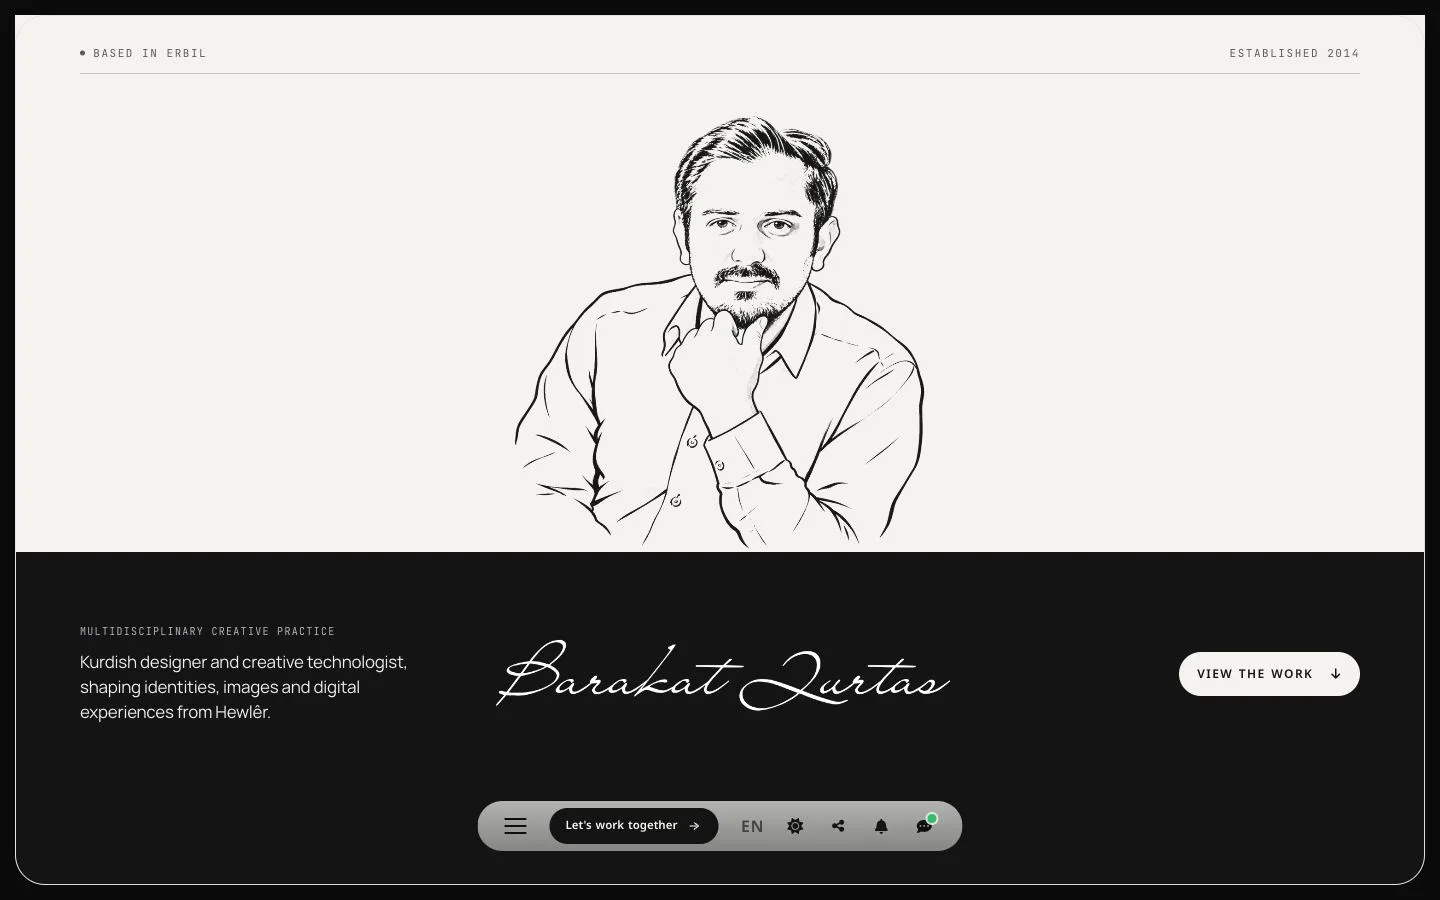 BASED IN ERBIL
ESTABLISHED 2014
MULTIDISCIPLINARY CREATIVE PRACTICE
Kurdish designer and creative technologist,
shaping identities, images and digital
experiences from Hewlêr.
Barakat Qurtas
VIEW THE WORK
Let's work together
EN